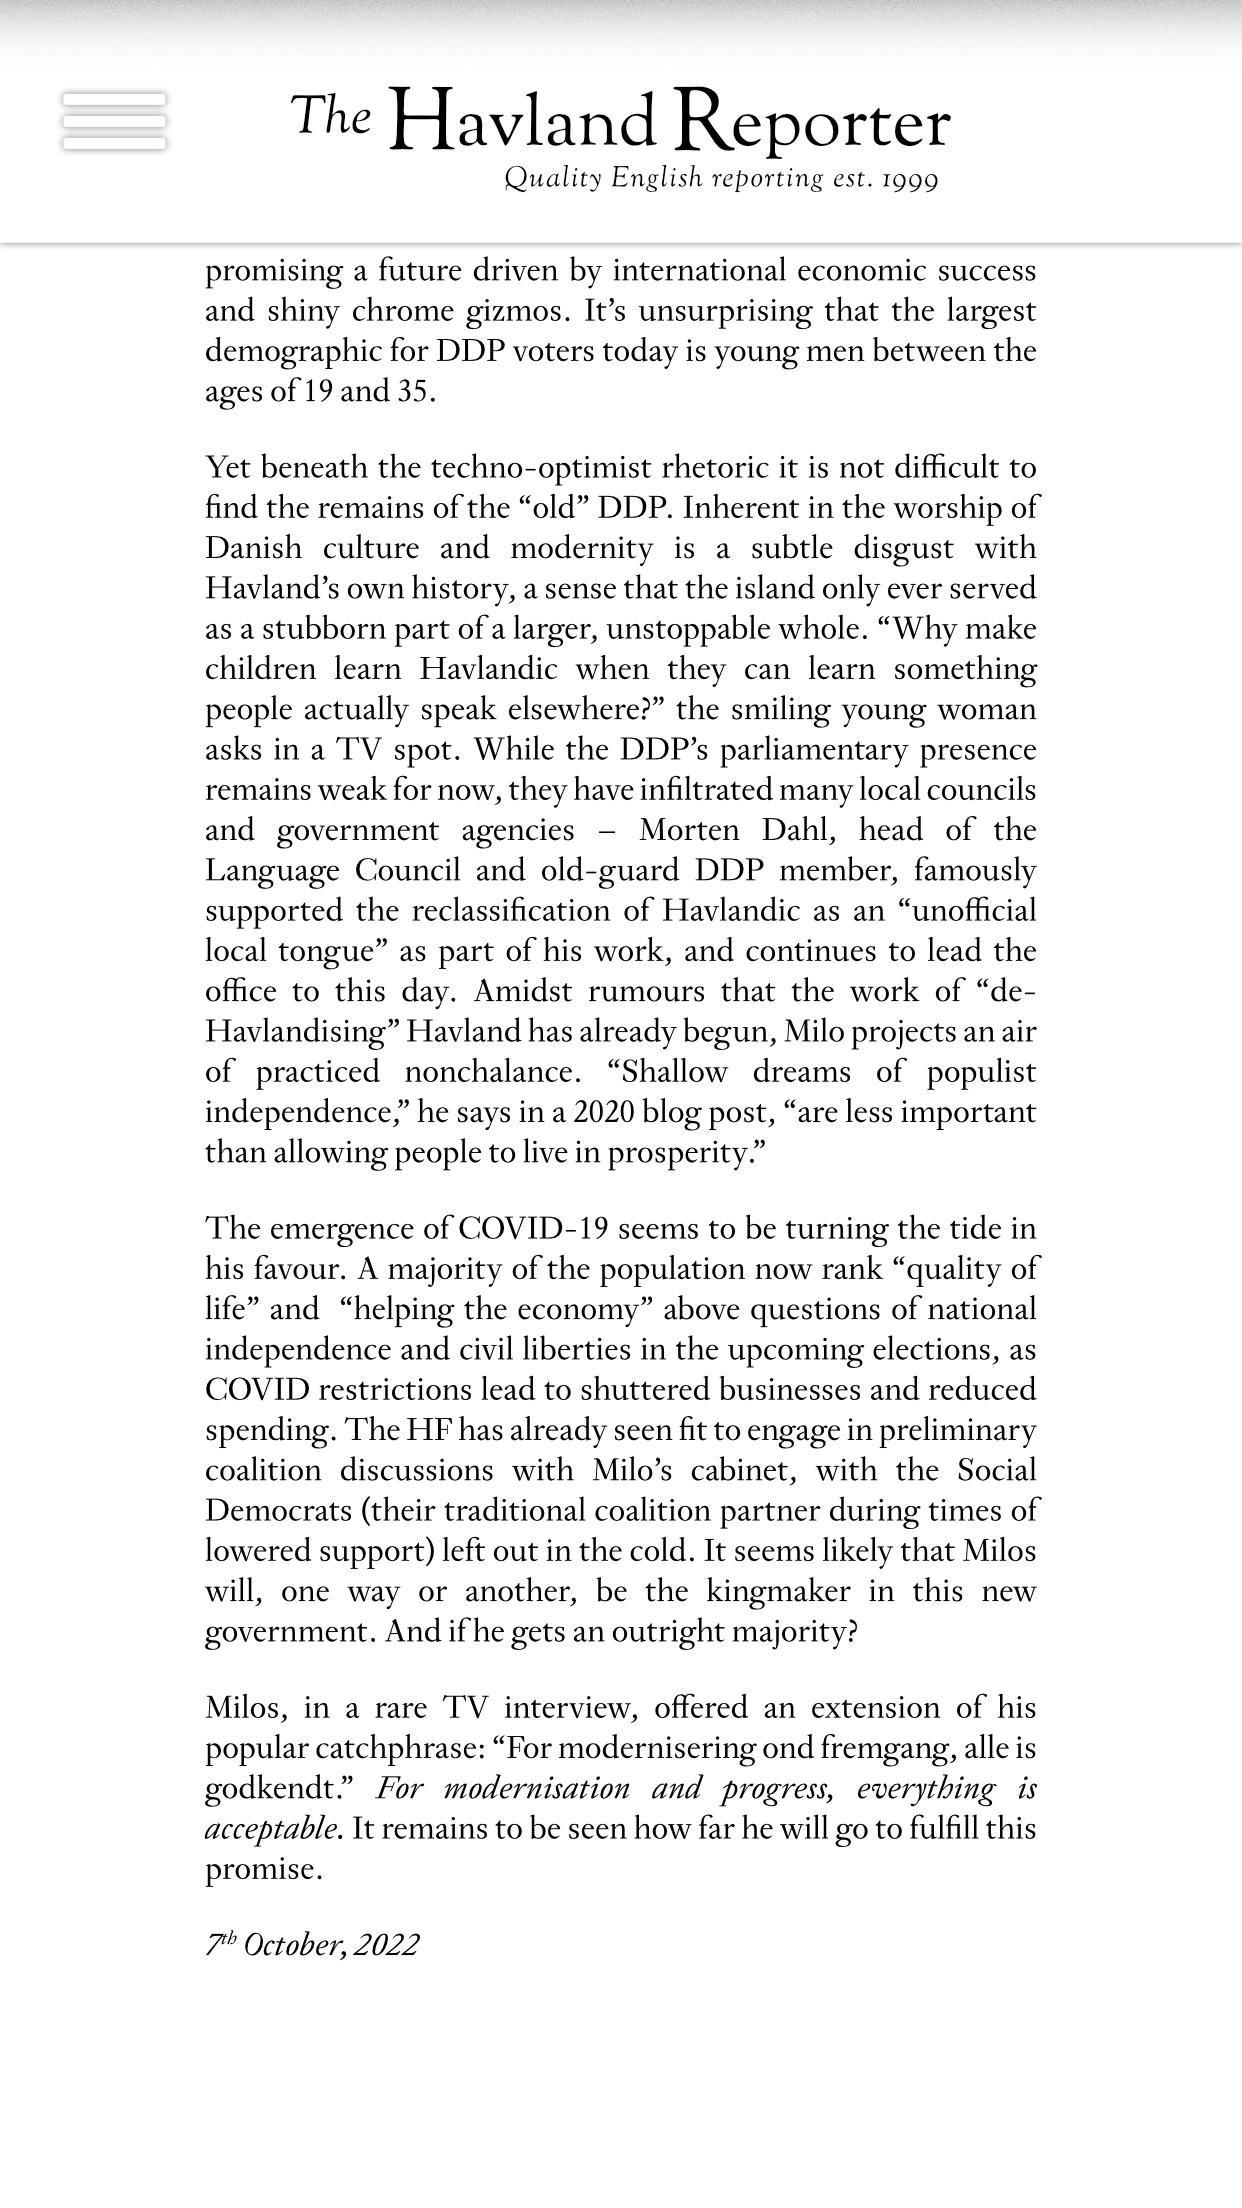 The Havland Reporter
Quality English reporting est. 1999
promising a future driven by international economic success
and shiny chrome gizmos. It’s unsurprising that the largest
demographic for DDP voters today is young men between the
ages of 19 and 35.
Yet beneath the techno-optimist rhetoric it is not difficult to
find the remains of the “old” DDP. Inherent in the worship of
Danish culture and modernity is a subtle disgust with
Havland’s own history, a sense that the island only ever served
as a stubborn part of a larger, unstoppable whole. “Why make
children learn Havlandic when they can learn something
people actually speak elsewhere?” the smiling young woman
asks in a TV spot. While the DDP’s parliamentary presence
remains weak for now, they have infiltrated many local councils
and government agencies – Morten Dahl, head of the
Language Council and old-guard DDP member, famously
supported the reclassification of Havlandic as an “unofficial
local tongue” as part of his work, and continues to lead the
office to this day. Amidst rumours that the work of “de-
Havlandising” Havland has already begun, Milo projects an air
of practiced nonchalance. “Shallow dreams of populist
independence,” he says in a 2020 blog post, “are less important
than allowing people to live in prosperity.”
The emergence of COVID-19 seems to be turning the tide in
his favour. A majority of the population now rank “quality of
life” and “helping the economy” above questions of national
independence and civil liberties in the upcoming elections, as
COVID restrictions lead to shuttered businesses and reduced
spending. The HF has already seen fit to engage in preliminary
coalition discussions with Milo’s cabinet, with the Social
Democrats (their traditional coalition partner during times of
lowered support) left out in the cold. It seems likely that Milos
will, one way or another, be the kingmaker in this new
government. And if he gets an outright majority?
Milos, in a rare TV interview, offered an extension of his
popular catchphrase: “For modernisering ond fremgang, alle is
godkendt.” For modernisation and progress, everything is
acceptable. It remains to be seen how far he will go to fulfill this
promise.
7th October, 2022